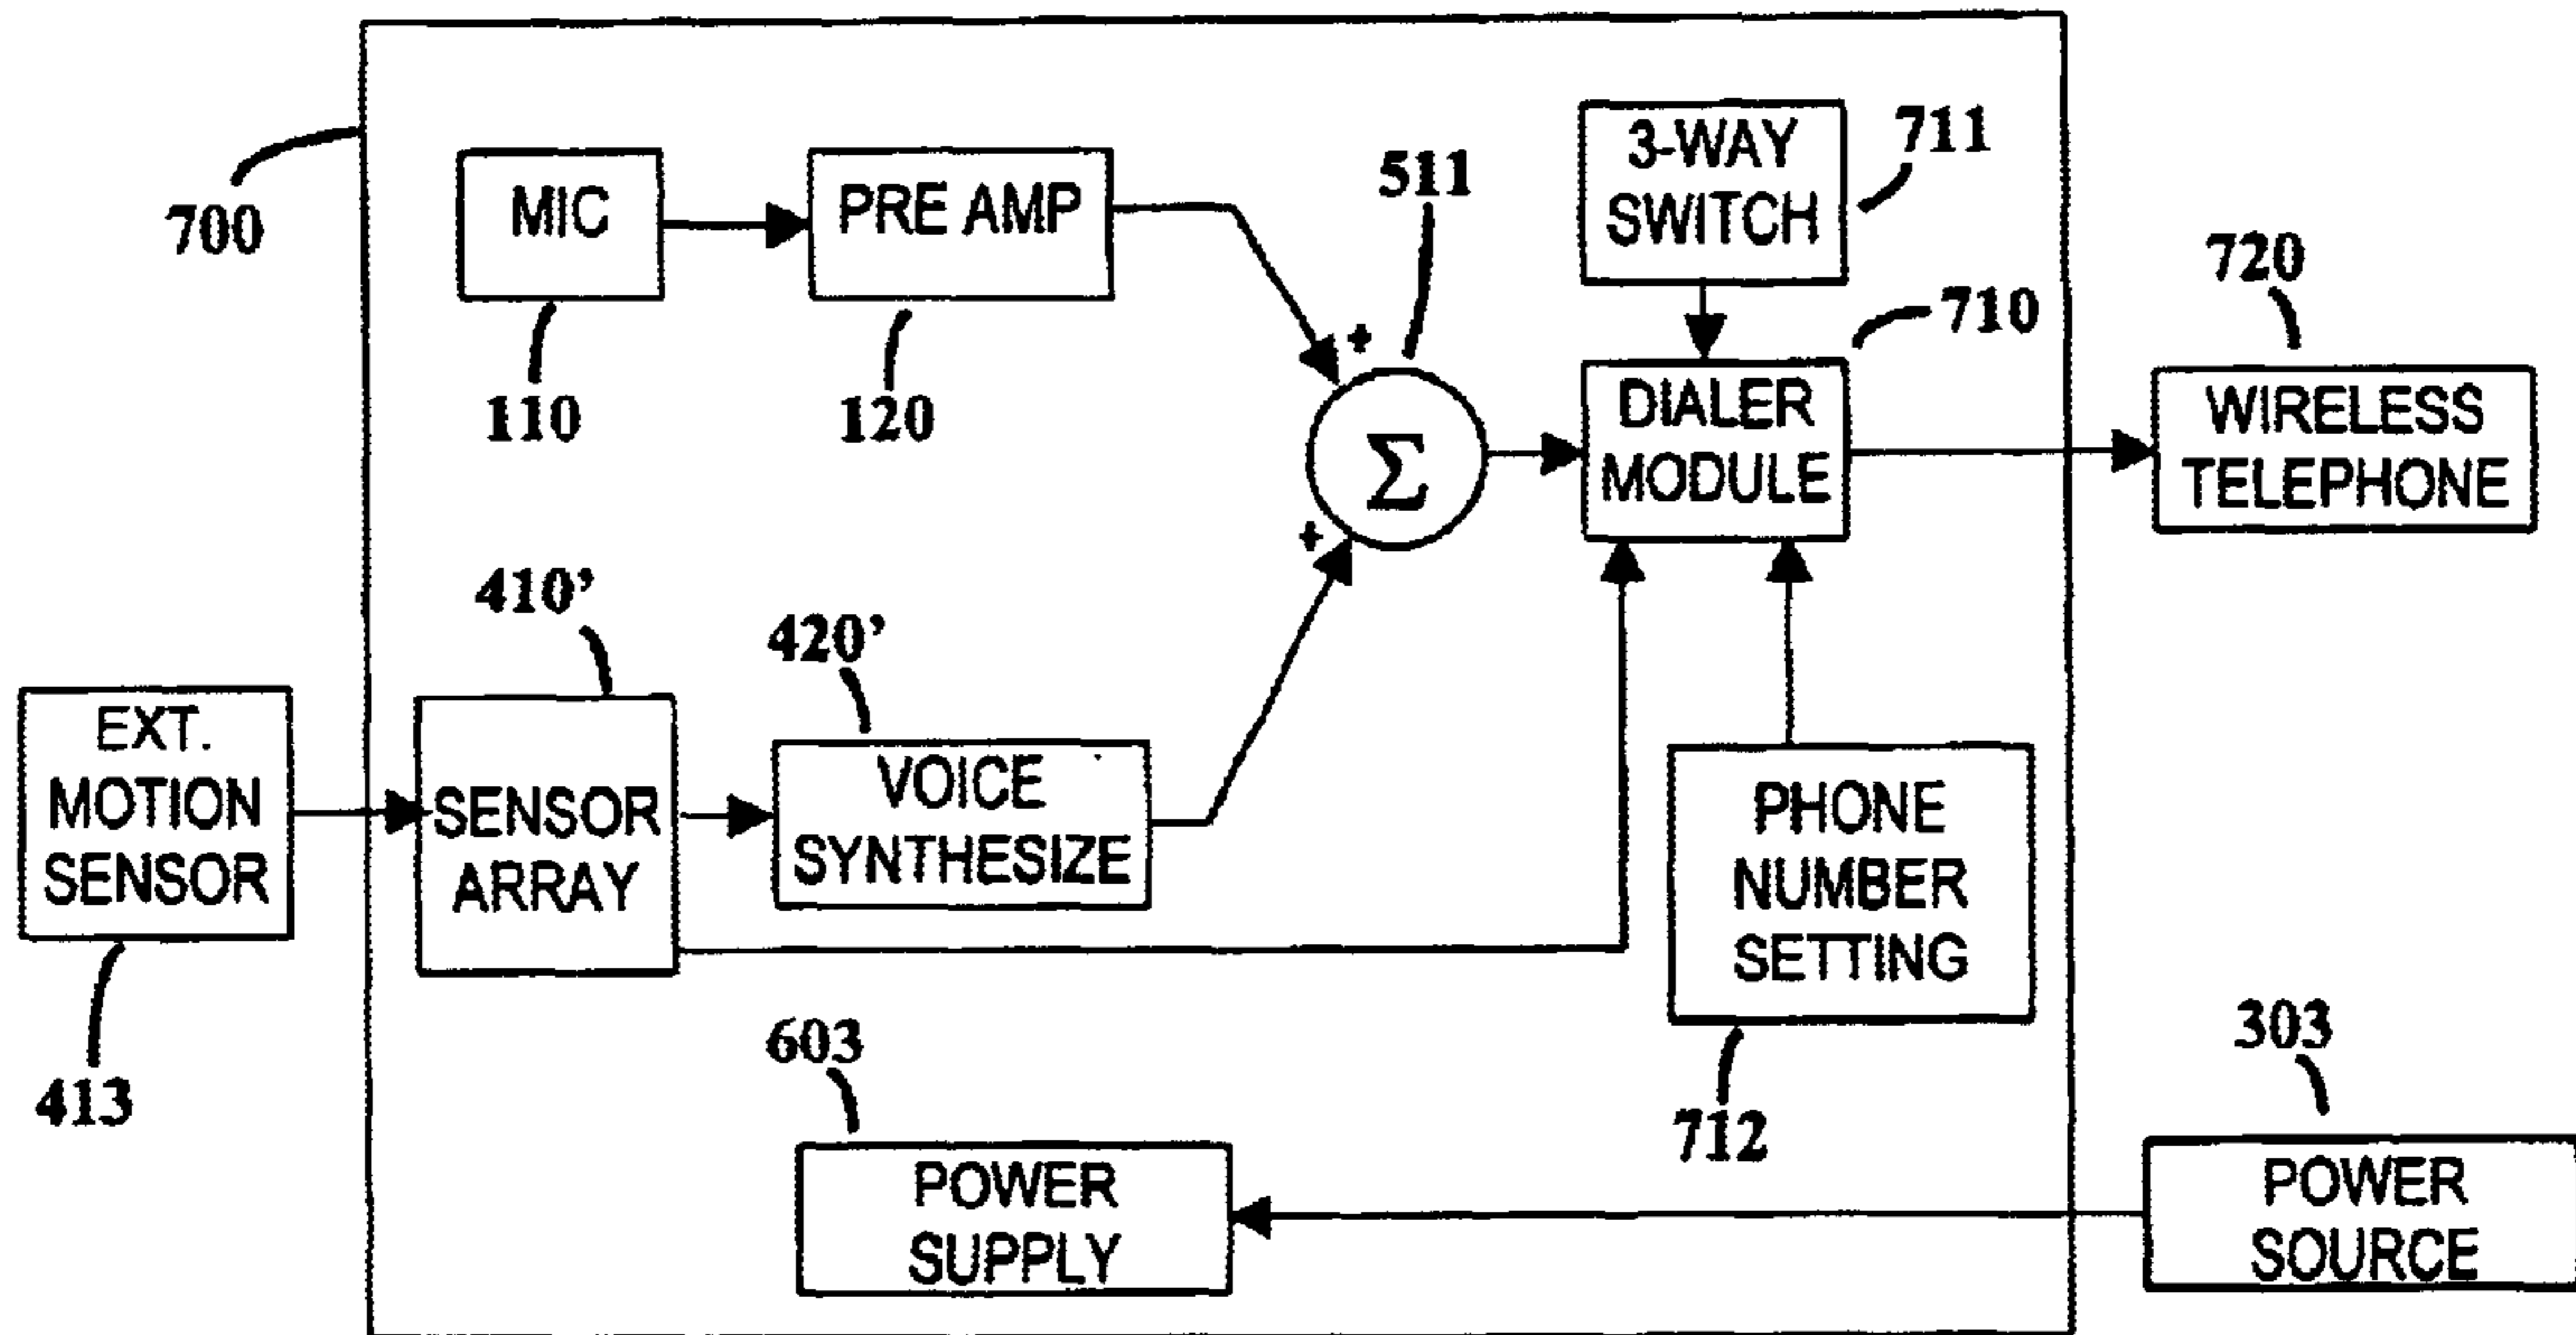 700
MIC
110
PRE AMP
120
511
+
+
Σ
3-WAY
SWITCH
711
DIALER
MODULE
710
WIRELESS
TELEPHONE
720
EXT.
MOTION
SENSOR
413
SENSOR
ARRAY
410’
VOICE
SYNTHESIZE
420’
PHONE
NUMBER
SETTING
712
POWER
SUPPLY
603
POWER
SOURCE
303